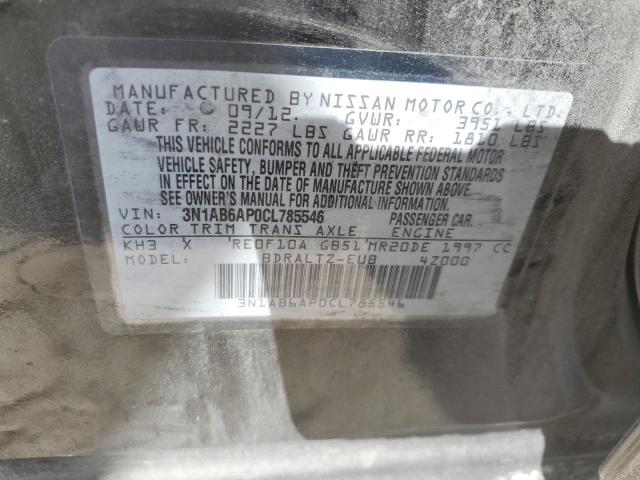 MANUFACTURED BY NISSAN MOTOR CO., LTD.
DATE: 09/12. GVWR: 3951 LBS
GAWR FR: 2227 LBS GAWR RR: 1810 LBS
THIS VEHICLE CONFORMS TO ALL APPLICABLE FEDERAL MOTOR
VEHICLE SAFETY, BUMPER AND THEFT PREVENTION STANDARDS
IN EFFECT ON THE DATE OF MANUFACTURE SHOWN ABOVE.
SEE OWNER'S MANUAL FOR MORE INFORMATION.
VIN: 3N1AB6AP0CL785546 PASSENGER CAR.
COLOR TRIM TRANS AXLE ENGINE
KH3 X RE0F10A GB51 MR20DE 1997 CC
MODEL: BDRALTZ-EUB 4Z000
3N1AB6AP0CL785546